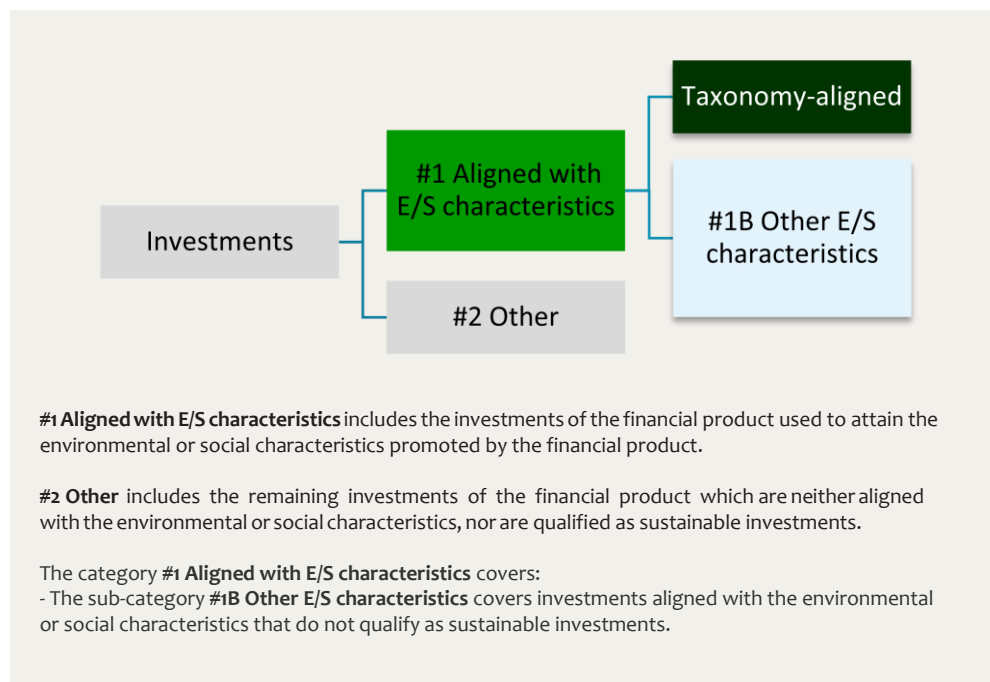 Taxonomy-aligned
#1 Aligned with
E/S characteristics
#1B Other E/S
characteristics
Investments
#2 Other
#1 Aligned with E/S characteristics includes the investments of the financial product used to attain the
environmental or social characteristics promoted by the financial product.
#2 Other includes the remaining investments of the financial product which are neither aligned
with the environmental or social characteristics, nor are qualified as sustainable investments.
The category #1 Aligned with E/S characteristics covers:
- The sub-category #1B Other E/S characteristics covers investments aligned with the environmental
or social characteristics that do not qualify as sustainable investments.